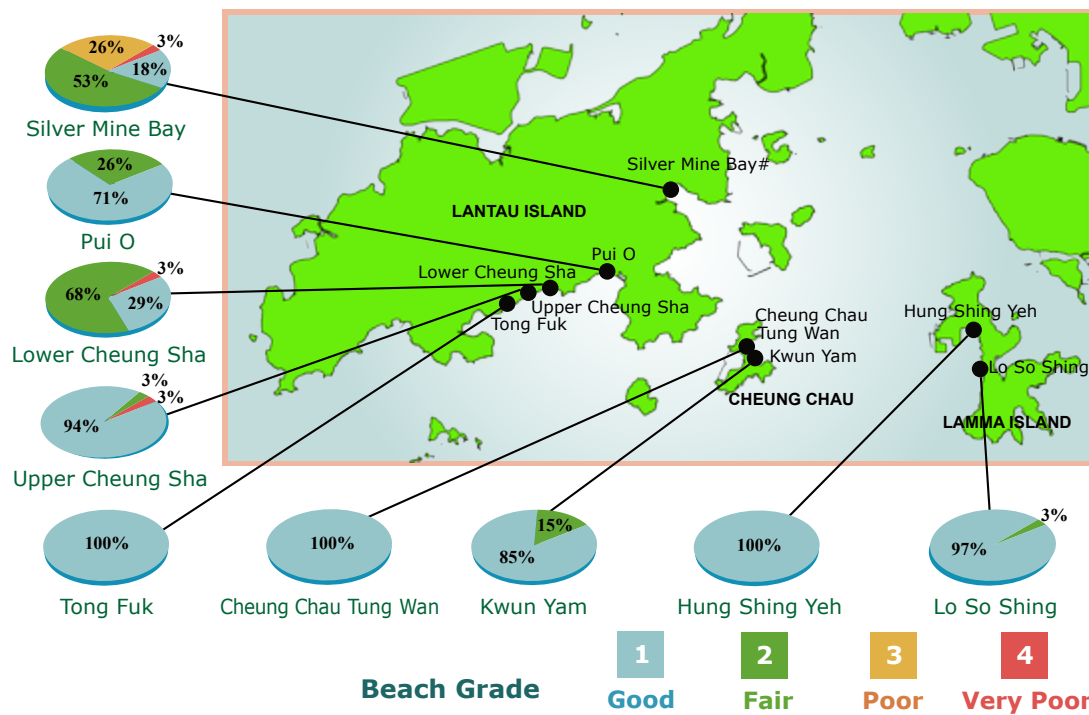 26%
3%
18%
53%
Silver Mine Bay
26%
71%
Pui O
3%
68%
29%
Lower Cheung Sha
3%
3%
94%
Upper Cheung Sha
Silver Mine Bay#
LANTAU ISLAND
Pui O
Lower Cheung Sha
Upper Cheung Sha
Tong Fuk
Cheung Chau
Tung Wan
Kwun Yam
CHEUNG CHAU
Hung Shing Yeh
Lo So Shing
LAMMA ISLAND
100%
Tong Fuk
100%
Cheung Chau Tung Wan
15%
85%
Kwun Yam
100%
Hung Shing Yeh
3%
97%
Lo So Shing
Beach Grade
1
Good
2
Fair
3
Poor
4
Very Poor